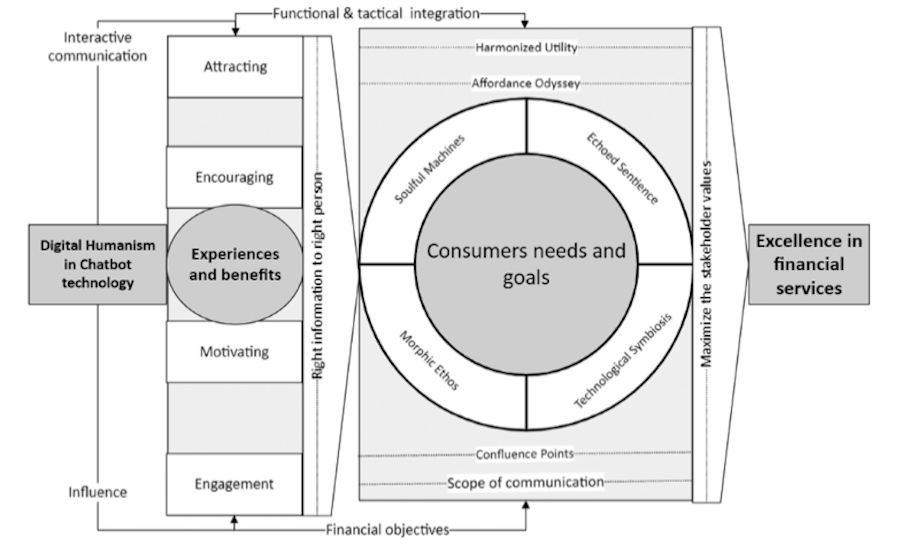 Functional & tactical integration
Interactive
communication
Attracting
Encouraging
Digital Humanism
in Chatbot
technology
Experiences
and benefits
Motivating
Engagement
Influence
Right information to right person
Harmonized Utility
Affordance Odyssey
Soulful Machines
Echoed Sentience
Consumers needs and
goals
Morphic Ethos
Technological Symbiosis
Confluence Points
Scope of communication
Financial objectives
Maximize the stakeholder values
Excellence in
financial
services